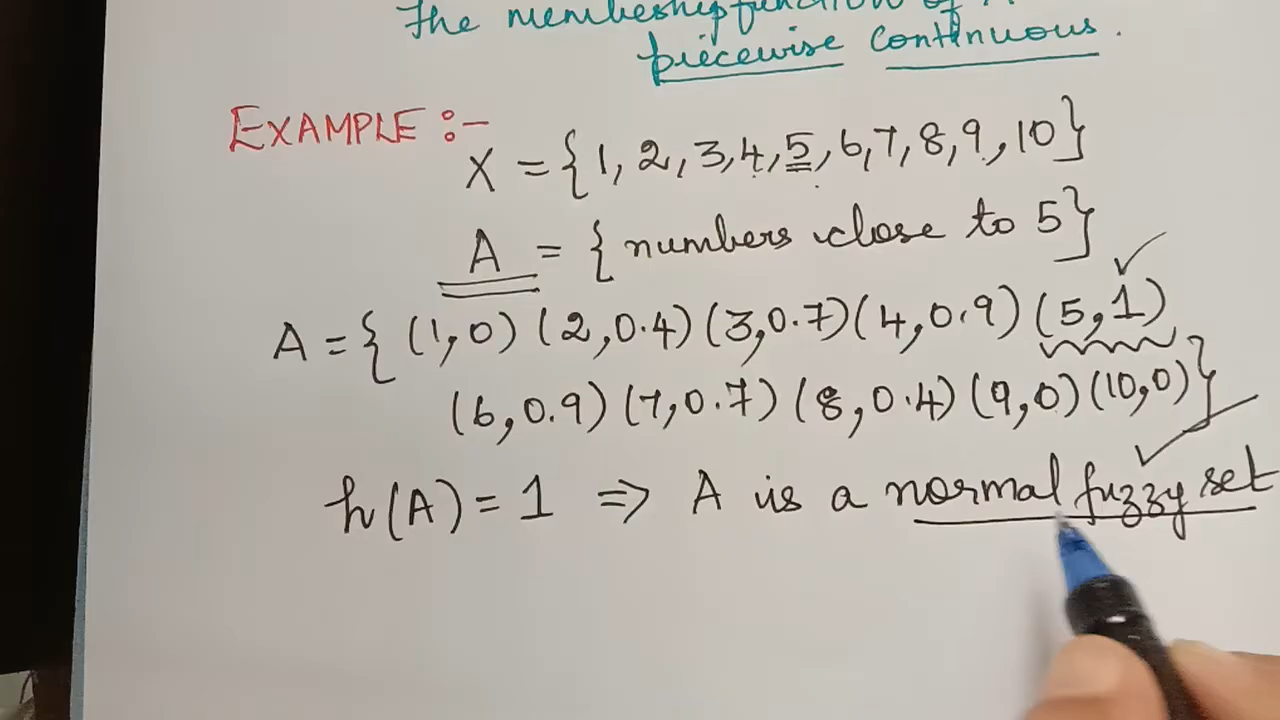 The membeship function of A
piecewise continuous.
EXAMPLE :-
X = {1, 2, 3, 4, 5, 6, 7, 8, 9, 10}
A = { numbers close to 5}
A = { (1, 0) (2, 0.4) (3, 0.7) (4, 0.9) (5, 1)
(6, 0.9) (7, 0.7) (8, 0.4) (9, 0) (10, 0) }
h(A) = 1 ⇒ A is a normal fuzzy set